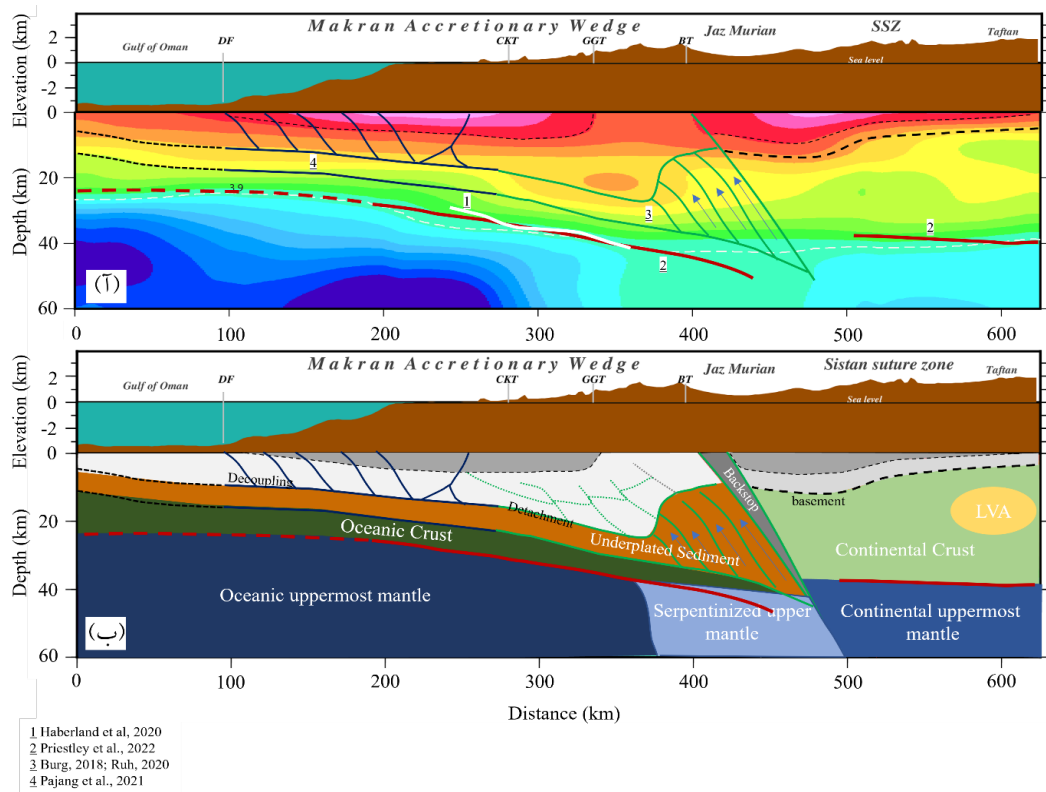 Makran Accretionary Wedge
Gulf of Oman DF CKT GGT BT Jaz Murian SSZ Taftan
Sea level
Elevation (km)
2
0
-2
0
Depth (km)
20
40
60
3.9
4
1
3
2
2
(آ)
0 100 200 300 400 500 600
Makran Accretionary Wedge
Gulf of Oman DF CKT GGT BT Jaz Murian Sistan suture zone Taftan
Sea level
Elevation (km)
2
0
-2
0
Depth (km)
20
40
60
Decoupling
Detachment
Backstop
basement
LVA
Oceanic Crust
Underplated Sediment
Continental Crust
Oceanic uppermost mantle
Serpentinized upper
mantle
Continental uppermost
mantle
(ب)
0 100 200 300 400 500 600
Distance (km)
1 Haberland et al, 2020
2 Priestley et al., 2022
3 Burg, 2018; Ruh, 2020
4 Pajang et al., 2021